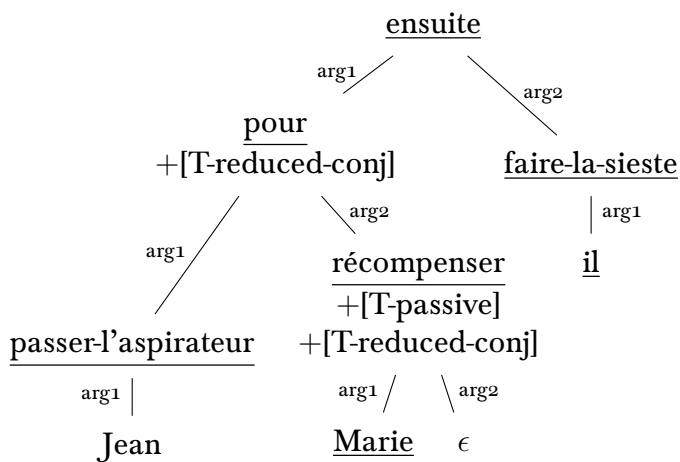 ensuite
arg1
arg2
pour
+[T-reduced-conj]
faire-la-sieste
arg1
arg2
arg1
récompenser
il
+[T-passive]
passer-l’aspirateur
+[T-reduced-conj]
arg1
arg1
arg2
Jean
Marie
ϵ